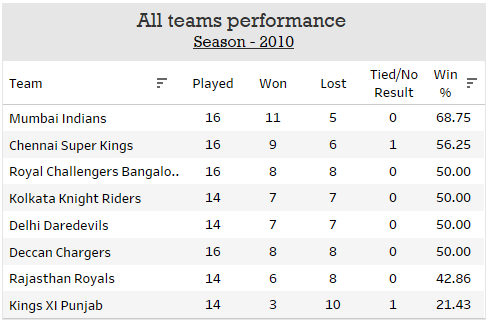 All teams performance
Season - 2010
Team Played Won Lost Tied/No Result Win %
Mumbai Indians 16 11 5 0 68.75
Chennai Super Kings 16 9 6 1 56.25
Royal Challengers Bangalo.. 16 8 8 0 50.00
Kolkata Knight Riders 14 7 7 0 50.00
Delhi Daredevils 14 7 7 0 50.00
Deccan Chargers 16 8 8 0 50.00
Rajasthan Royals 14 6 8 0 42.86
Kings XI Punjab 14 3 10 1 21.43